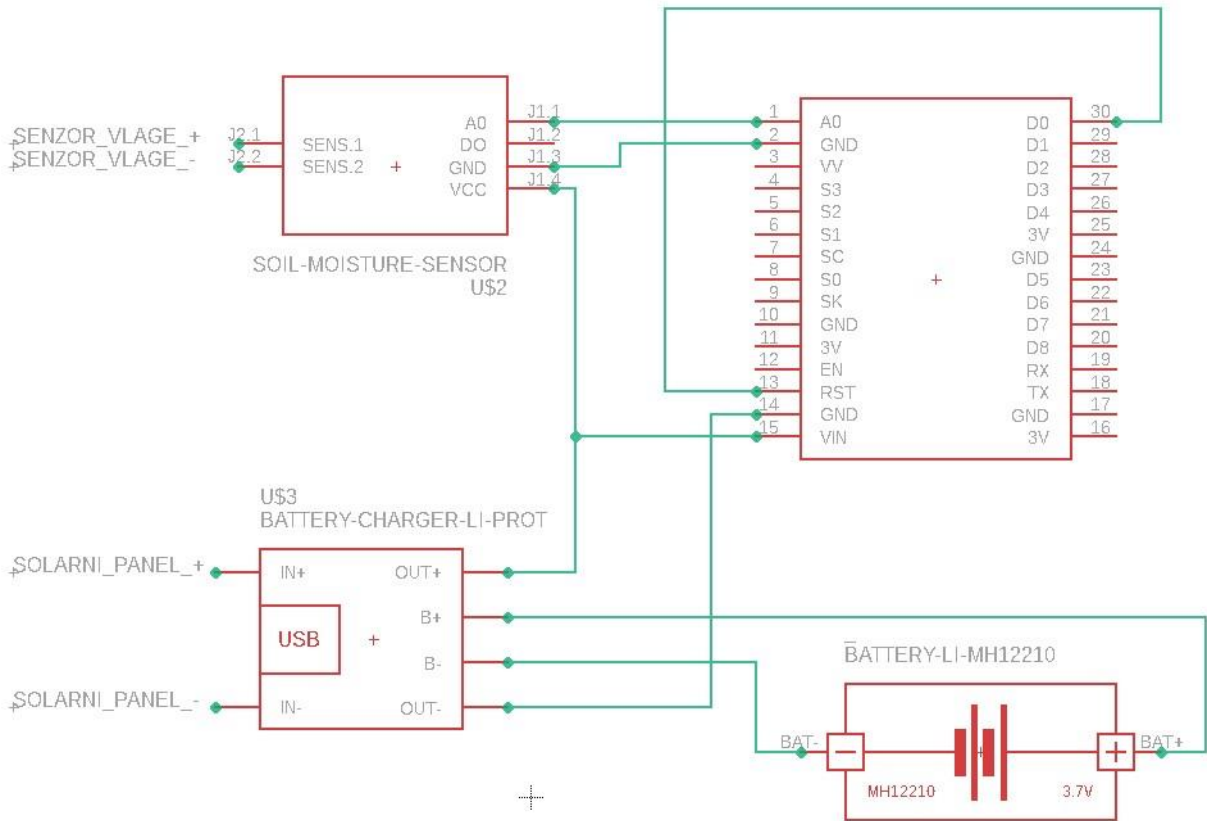 SENZOR_VLAGE_+
SENZOR_VLAGE_-
J2.1
J2.2
SENS.1
SENS.2
A0
DO
GND
VCC
J1.1
J1.2
J1.3
J1.4
SOIL-MOISTURE-SENSOR
U$2
1 A0
2 GND
3 VV
4 S3
5 S2
6 S1
7 SC
8 S0
9 SK
10 GND
11 3V
12 EN
13 RST
14 GND
15 VIN
D0 30
D1 29
D2 28
D3 27
D4 26
3V 25
GND 24
D5 23
D6 22
D7 21
D8 20
RX 19
TX 18
GND 17
3V 16
U$3
BATTERY-CHARGER-LI-PROT
SOLARNI_PANEL_+
SOLARNI_PANEL_-
IN+
USB
IN-
OUT+
B+
B-
OUT-
BATTERY-LI-MH12210
BAT-
BAT+
MH12210
3.7V